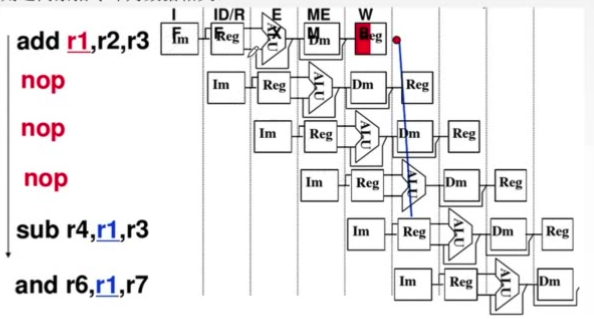 I ID/R E ME W
F F X M B
add r1,r2,r3 Im Reg ALU Dm Reg
nop Im Reg ALU Dm Reg
nop Im Reg ALU Dm Reg
nop Im Reg ALU Dm Reg
sub r4,r1,r3 Im Reg ALU Dm Reg
and r6,r1,r7 Im Reg ALU Dm